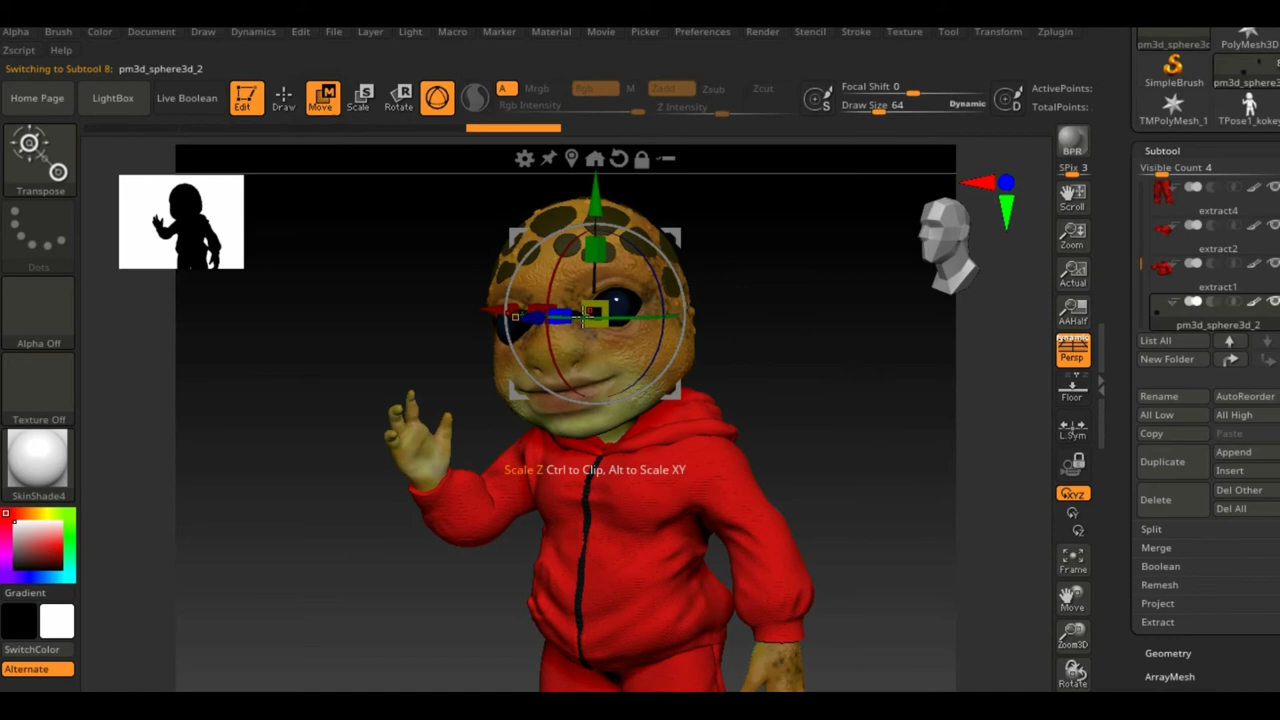 Alpha Brush Color Document Draw Dynamics Edit File Layer Light Macro Marker Material Movie Picker Preferences Render Stencil Stroke Texture Tool Transform Zplugin
Zscript Help
Switching to Subtool 8: pm3d_sphere3d_2
Home Page
LightBox
Live Boolean
Edit
Draw
Move
Scale
Rotate
A
Mrgb
Rgb
M
Zadd
Zsub
Zcut
Rgb Intensity
Z Intensity
S
Focal Shift 0
Draw Size 64
Dynamic
D
ActivePoints:
TotalPoints:
Transpose
Dots
Alpha Off
Texture Off
SkinShade4
Gradient
SwitchColor
Alternate
Scale Z Ctrl to Clip, Alt to Scale XY
BPR
SPix 3
Scroll
Zoom
Actual
AAHalf
Dynamic
Persp
Floor
L.Sym
XYZ
Frame
Move
Zoom3D
Rotate
pm3d_sphere3d
PolyMesh3D
SimpleBrush
pm3d_sphere3d
TMPolyMesh_1
TPose1_kokey
Subtool
Visible Count 4
extract4
extract2
extract1
pm3d_sphere3d_2
List All
New Folder
Rename
AutoReorder
All Low
All High
Copy
Paste
Duplicate
Append
Insert
Delete
Del Other
Del All
Split
Merge
Boolean
Remesh
Project
Extract
Geometry
ArrayMesh